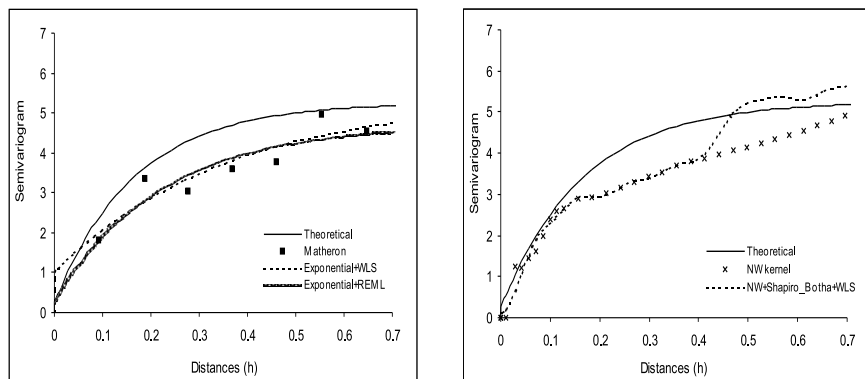 7
6
5
4
3
2
1
0
Semivariogram
Theoretical
Matheron
Exponential+WLS
Exponential+REML
0 0.1 0.2 0.3 0.4 0.5 0.6 0.7
Distances (h)
7
6
5
4
3
2
1
0
Semivariogram
Theoretical
NW kernel
NW+Shapiro_Botha+WLS
0 0.1 0.2 0.3 0.4 0.5 0.6 0.7
Distances (h)